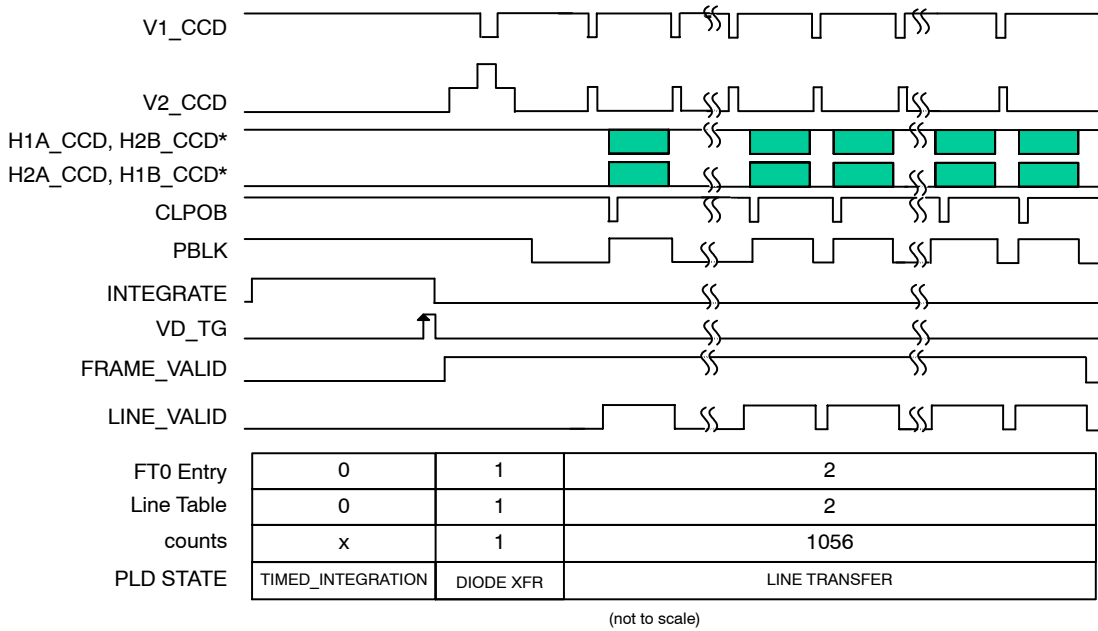 V1_CCD
V2_CCD
H1A_CCD, H2B_CCD*
H2A_CCD, H1B_CCD*
CLPOB
PBLK
INTEGRATE
VD_TG
FRAME_VALID
LINE_VALID
FT0 Entry 0 1 2
Line Table 0 1 2
counts x 1 1056
PLD STATE TIMED_INTEGRATION DIODE XFR LINE TRANSFER
(not to scale)